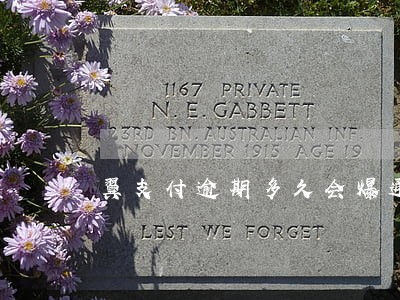 1167 PRIVATE
N. E. GABBETT
23RD BN. AUSTRALIAN INF.
NOVEMBER 1915 AGE 19
翼支付逾期多久会爆通
LEST WE FORGET